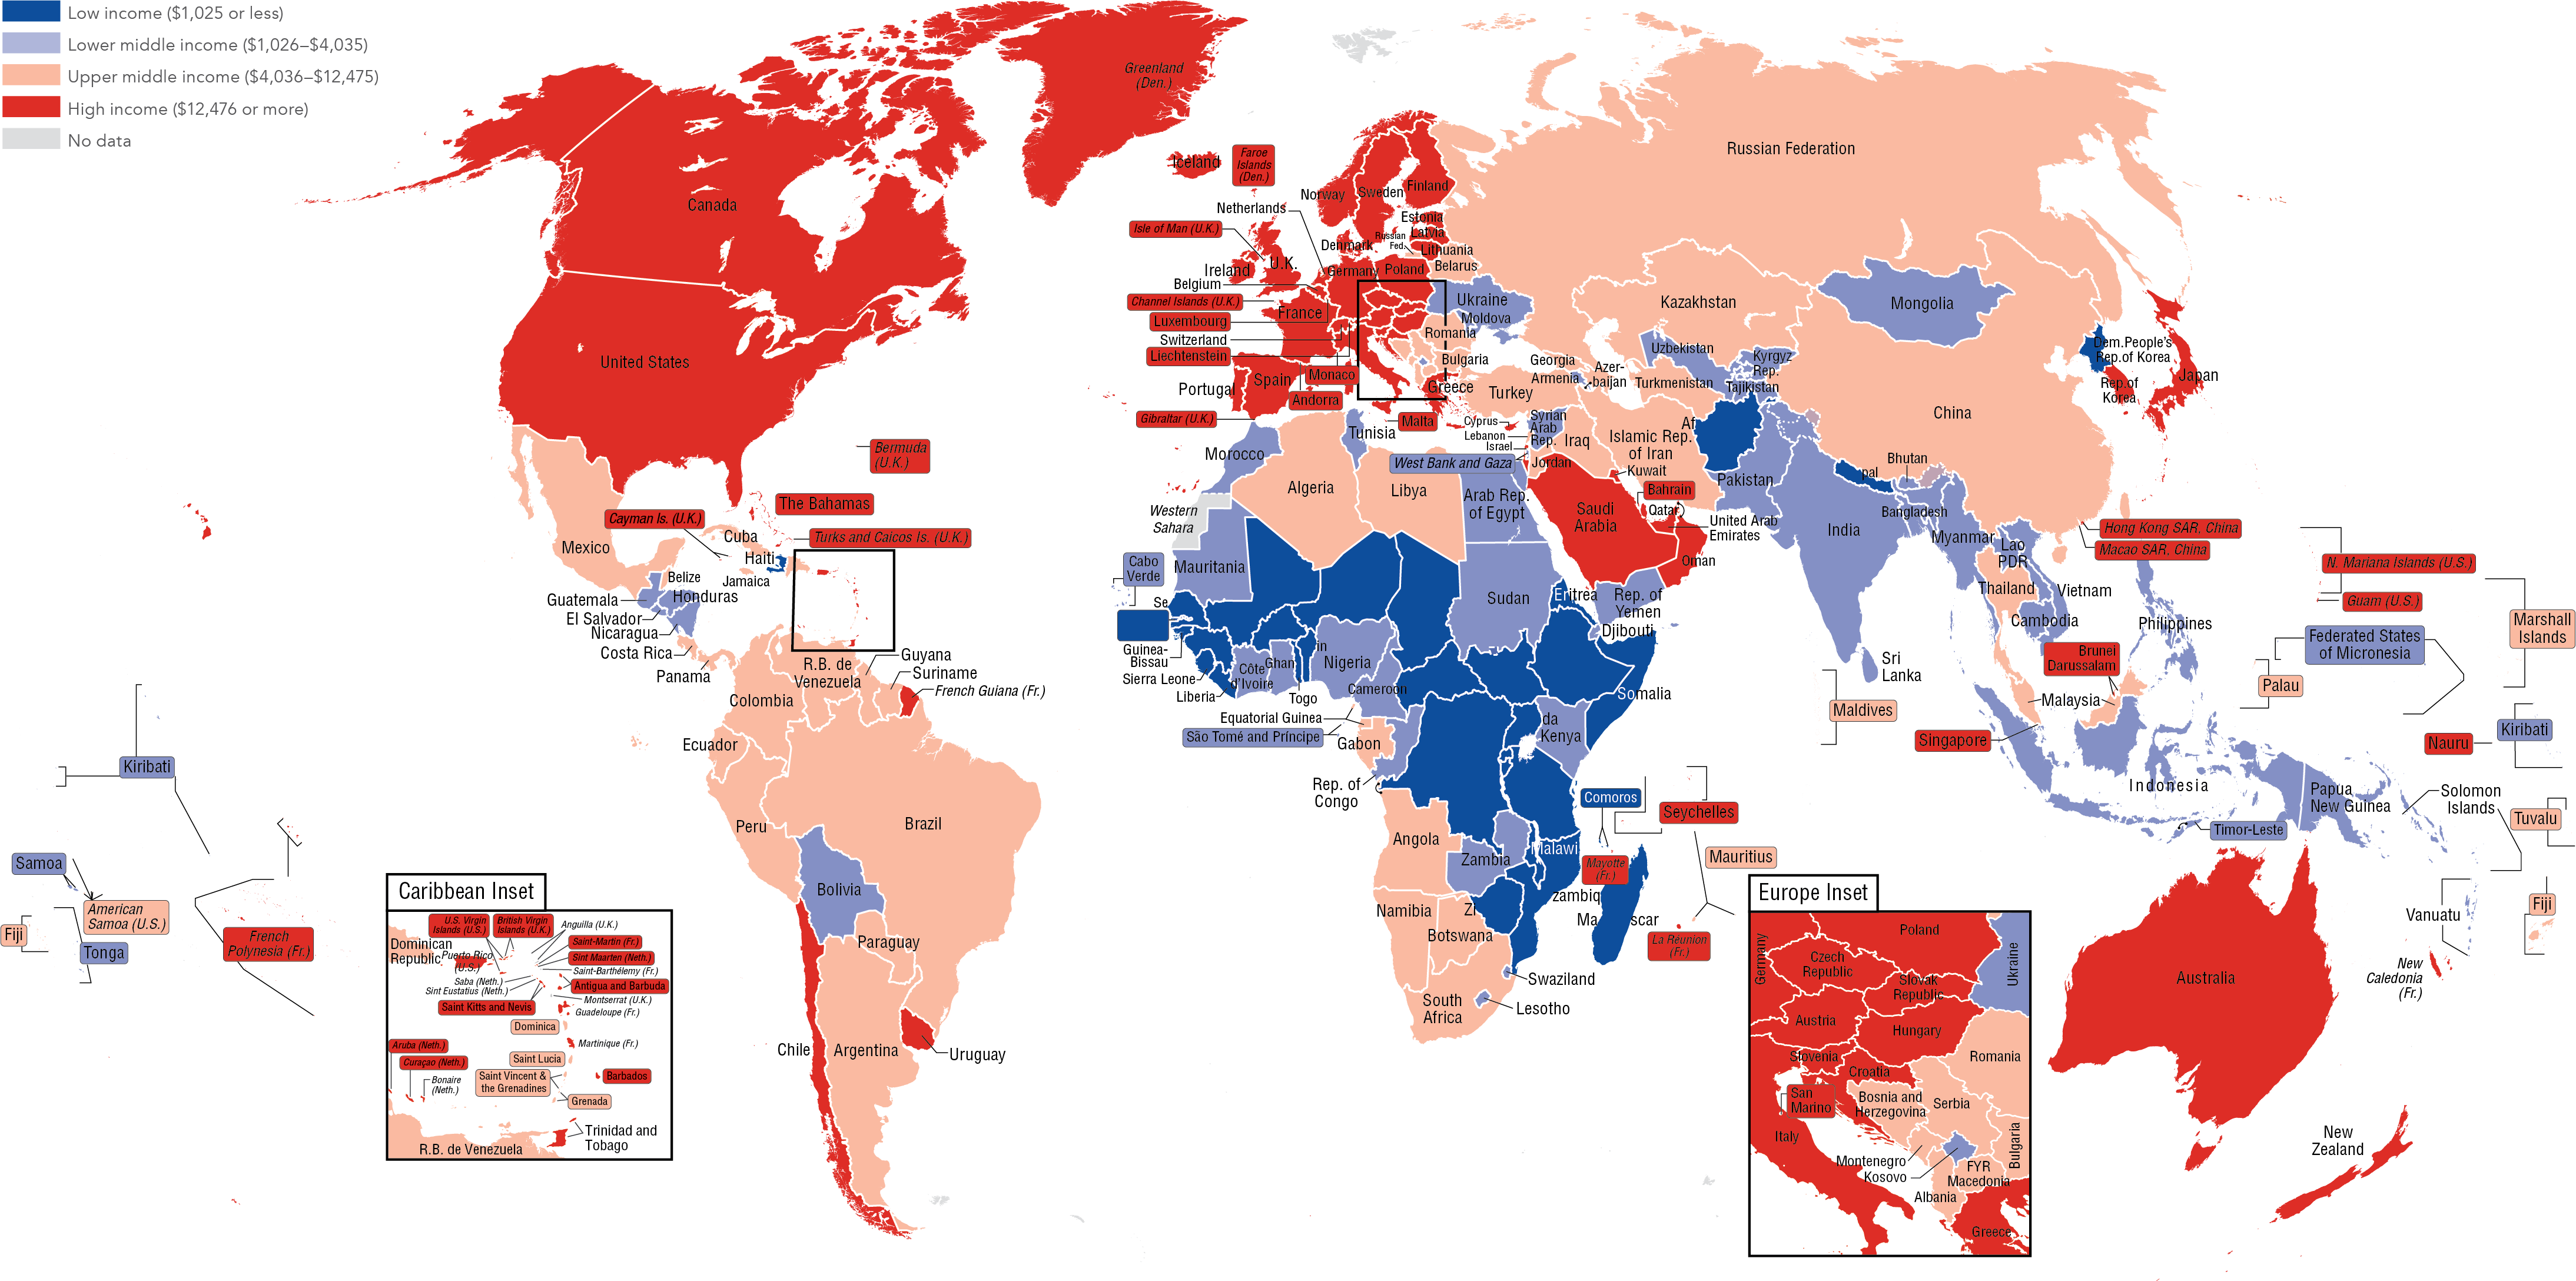 Low income ($1,025 or less)
Lower middle income ($1,026–$4,035)
Upper middle income ($4,036–$12,475)
High income ($12,476 or more)
No data
Greenland
(Den.)
Iceland
Faroe
Islands
(Den.)
Norway
Sweden
Finland
Russian Federation
Canada
Netherlands
Isle of Man (U.K.)
Estonia
Russian
Fed.
Latvia
Denmark
Lithuania
Ireland
U.K.
Germany
Poland
Belarus
Belgium
Channel Islands (U.K.)
Luxembourg
France
Ukraine
Moldova
Romania
Switzerland
Liechtenstein
Bulgaria
Monaco
Spain
Portugal
Andorra
Greece
Gibraltar (U.K.)
Malta
Kazakhstan
Mongolia
Uzbekistan
Kyrgyz
Rep.
Georgia
Armenia
Azer-
baijan
Turkmenistan
Tajikistan
Turkey
Dem.People's
Rep.of Korea
Rep.of
Korea
Japan
China
United States
Bermuda
(U.K.)
The Bahamas
Cayman Is. (U.K.)
Turks and Caicos Is. (U.K.)
Cuba
Haiti
Mexico
Belize
Jamaica
Honduras
Guatemala
El Salvador
Nicaragua
Costa Rica
Panama
R.B. de
Venezuela
Guyana
Suriname
French Guiana (Fr.)
Colombia
Ecuador
Peru
Brazil
Bolivia
Paraguay
Chile
Argentina
Uruguay
Tunisia
Morocco
Algeria
Libya
Western
Sahara
Cyprus
Lebanon
Israel
Syrian
Arab
Rep.
Iraq
Islamic Rep.
of Iran
Af
West Bank and Gaza
Jordan
Kuwait
Arab Rep.
of Egypt
Saudi
Arabia
Bahrain
Qatar
United Arab
Emirates
Oman
Rep. of
Yemen
Djibouti
Pakistan
pal
Bhutan
India
Bangladesh
Myanmar
Lao
PDR
Thailand
Vietnam
Cambodia
Hong Kong SAR, China
Macao SAR, China
Philippines
Brunei
Darussalam
Sri
Lanka
Maldives
Malaysia
Singapore
Indonesia
Timor-Leste
Papua
New Guinea
N. Mariana Islands (U.S.)
Guam (U.S.)
Federated States
of Micronesia
Marshall
Islands
Palau
Nauru
Kiribati
Solomon
Islands
Tuvalu
Vanuatu
Fiji
New
Caledonia
(Fr.)
Australia
New
Zealand
Cabo
Verde
Mauritania
Se
Guinea-
Bissau
Sierra Leone
Liberia
Côte
d'Ivoire
Ghan
Togo
in
Nigeria
Cameroon
Sudan
Eritrea
Somalia
Equatorial Guinea
São Tomé and Príncipe
Gabon
Rep. of
Congo
da
Kenya
Comoros
Seychelles
Mayotte
(Fr.)
Mauritius
La Réunion
(Fr.)
Angola
Zambia
Malawi
zambiq
Zi
Ma
scar
Namibia
Botswana
South
Africa
Swaziland
Lesotho
Kiribati
Samoa
American
Samoa (U.S.)
Fiji
Tonga
French
Polynesia (Fr.)
Caribbean Inset
U.S. Virgin
Islands (U.S.)
British Virgin
Islands (U.K.)
Anguilla (U.K.)
Dominican
Republic
Puerto Rico
(U.S.)
Saint-Martin (Fr.)
Sint Maarten (Neth.)
Saint-Barthélemy (Fr.)
Saba (Neth.)
Sint Eustatius (Neth.)
Antigua and Barbuda
Saint Kitts and Nevis
Montserrat (U.K.)
Guadeloupe (Fr.)
Dominica
Martinique (Fr.)
Aruba (Neth.)
Curaçao (Neth.)
Saint Lucia
Bonaire
(Neth.)
Saint Vincent &
the Grenadines
Barbados
Grenada
Trinidad and
Tobago
R.B. de Venezuela
Europe Inset
Germany
Poland
Ukraine
Czech
Republic
Slovak
Republic
Austria
Hungary
Slovenia
Romania
Croatia
San
Marino
Bosnia and
Herzegovina
Serbia
Italy
Bulgaria
Montenegro
Kosovo
FYR
Macedonia
Albania
Greece